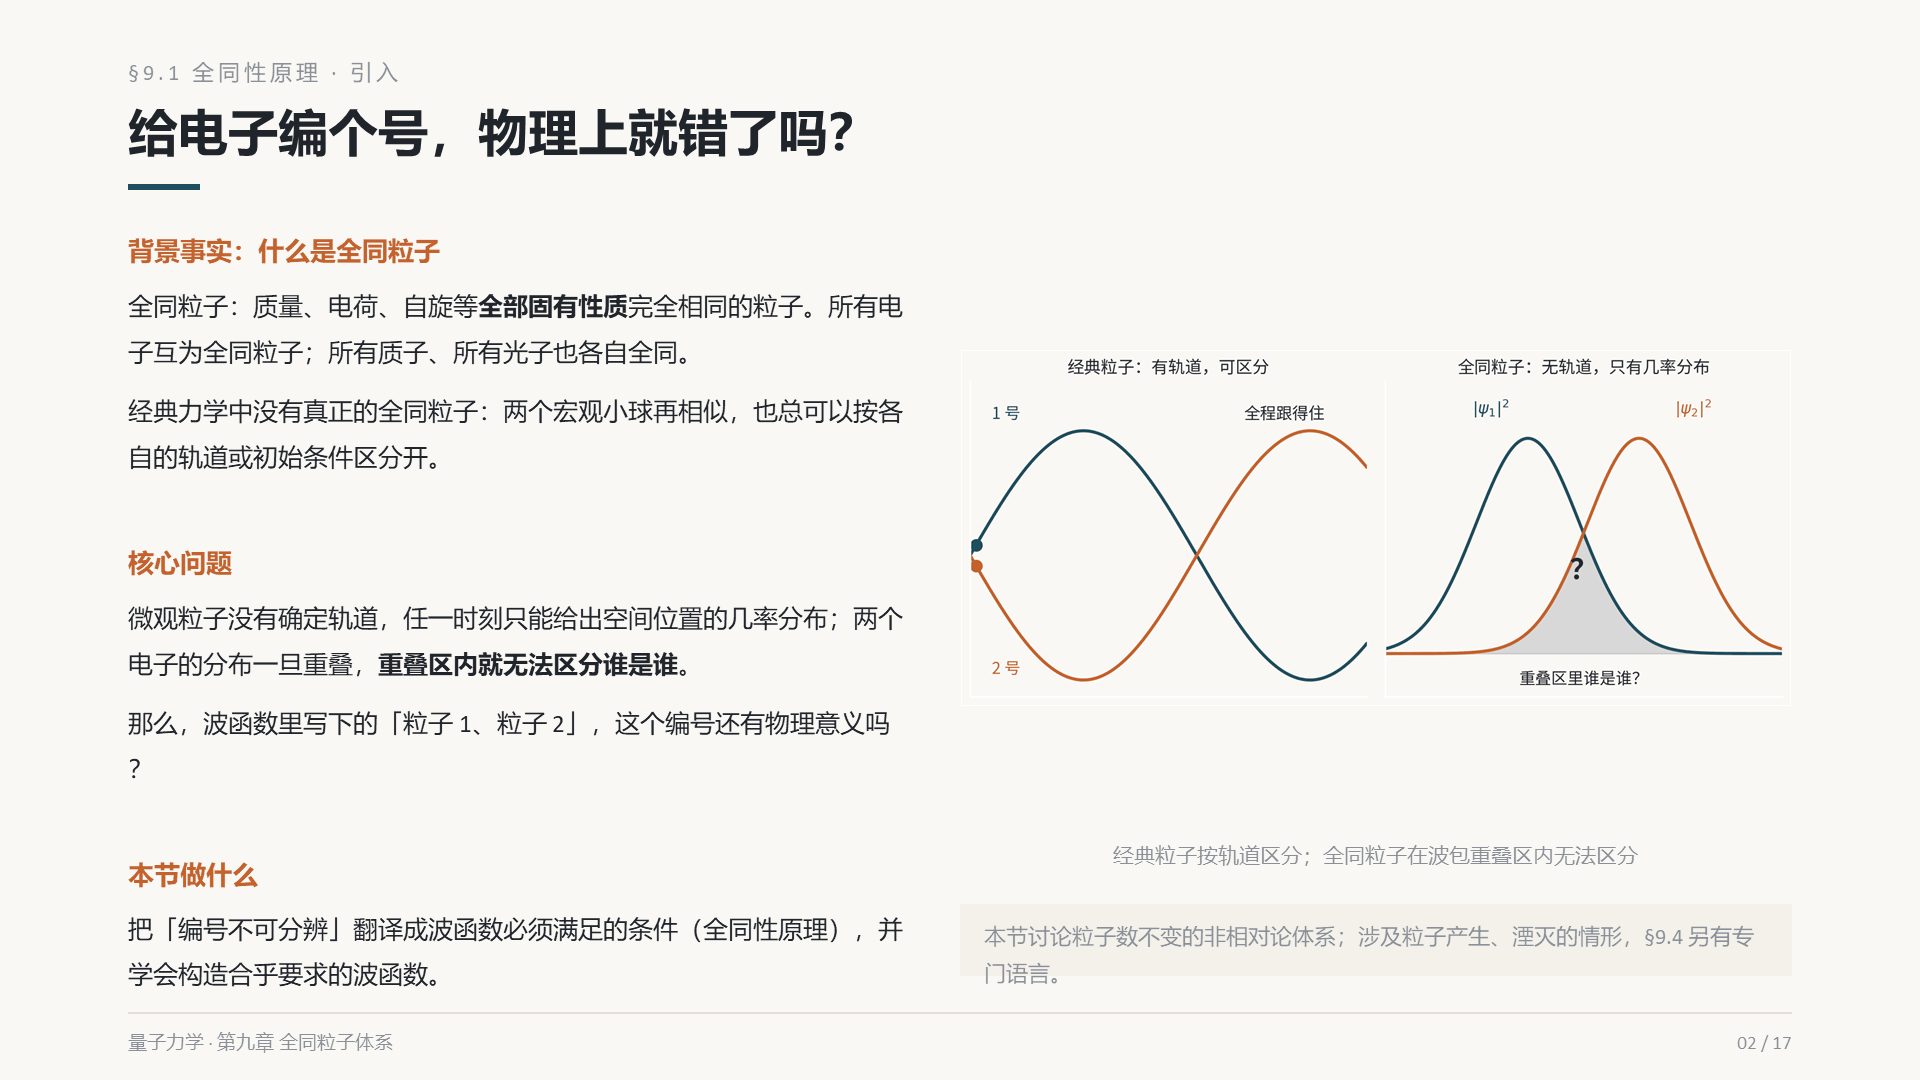 §9.1 全同性原理 · 引入
给电子编个号，物理上就错了吗？
背景事实：什么是全同粒子
全同粒子：质量、电荷、自旋等全部固有性质完全相同的粒子。所有电
子互为全同粒子；所有质子、所有光子也各自全同。
经典力学中没有真正的全同粒子：两个宏观小球再相似，也总可以按各
自的轨道或初始条件区分开。
核心问题
微观粒子没有确定轨道，任一时刻只能给出空间位置的几率分布；两个
电子的分布一旦重叠，重叠区内就无法区分谁是谁。
那么，波函数里写下的「粒子 1、粒子 2」，这个编号还有物理意义吗
？
本节做什么
把「编号不可分辨」翻译成波函数必须满足的条件（全同性原理），并
学会构造合乎要求的波函数。
经典粒子：有轨道，可区分
1 号
全程跟得住
2 号
全同粒子：无轨道，只有几率分布
|ψ₁|²
|ψ₂|²
?
重叠区里谁是谁？
经典粒子按轨道区分；全同粒子在波包重叠区内无法区分
本节讨论粒子数不变的非相对论体系；涉及粒子产生、湮灭的情形，§9.4 另有专
门语言。
量子力学 · 第九章 全同粒子体系
02 / 17